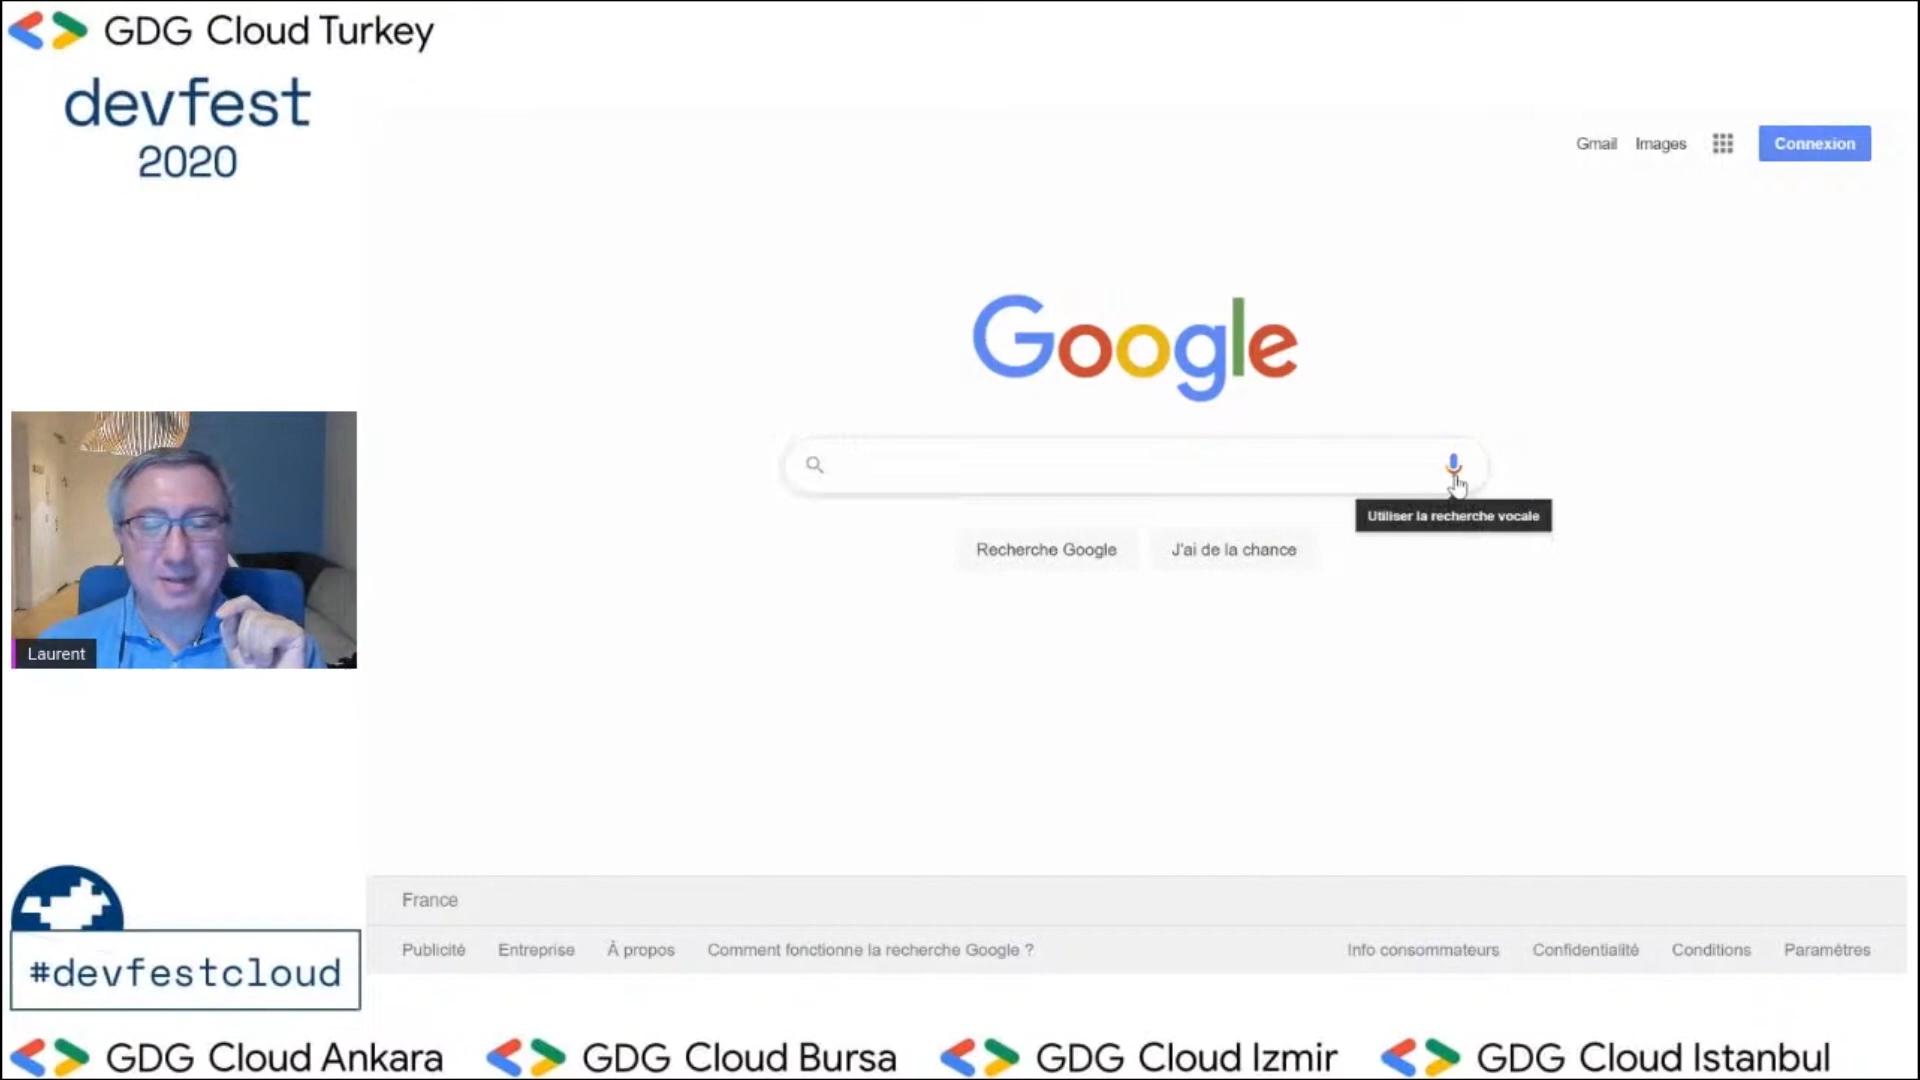 GDG Cloud Turkey
devfest
2020
Gmail Images Connexion
Google
Utiliser la recherche vocale
Recherche Google J'ai de la chance
Laurent
France
Publicité Entreprise À propos Comment fonctionne la recherche Google ? Info consommateurs Confidentialité Conditions Paramètres
#devfestcloud
GDG Cloud Ankara GDG Cloud Bursa GDG Cloud Izmir GDG Cloud Istanbul